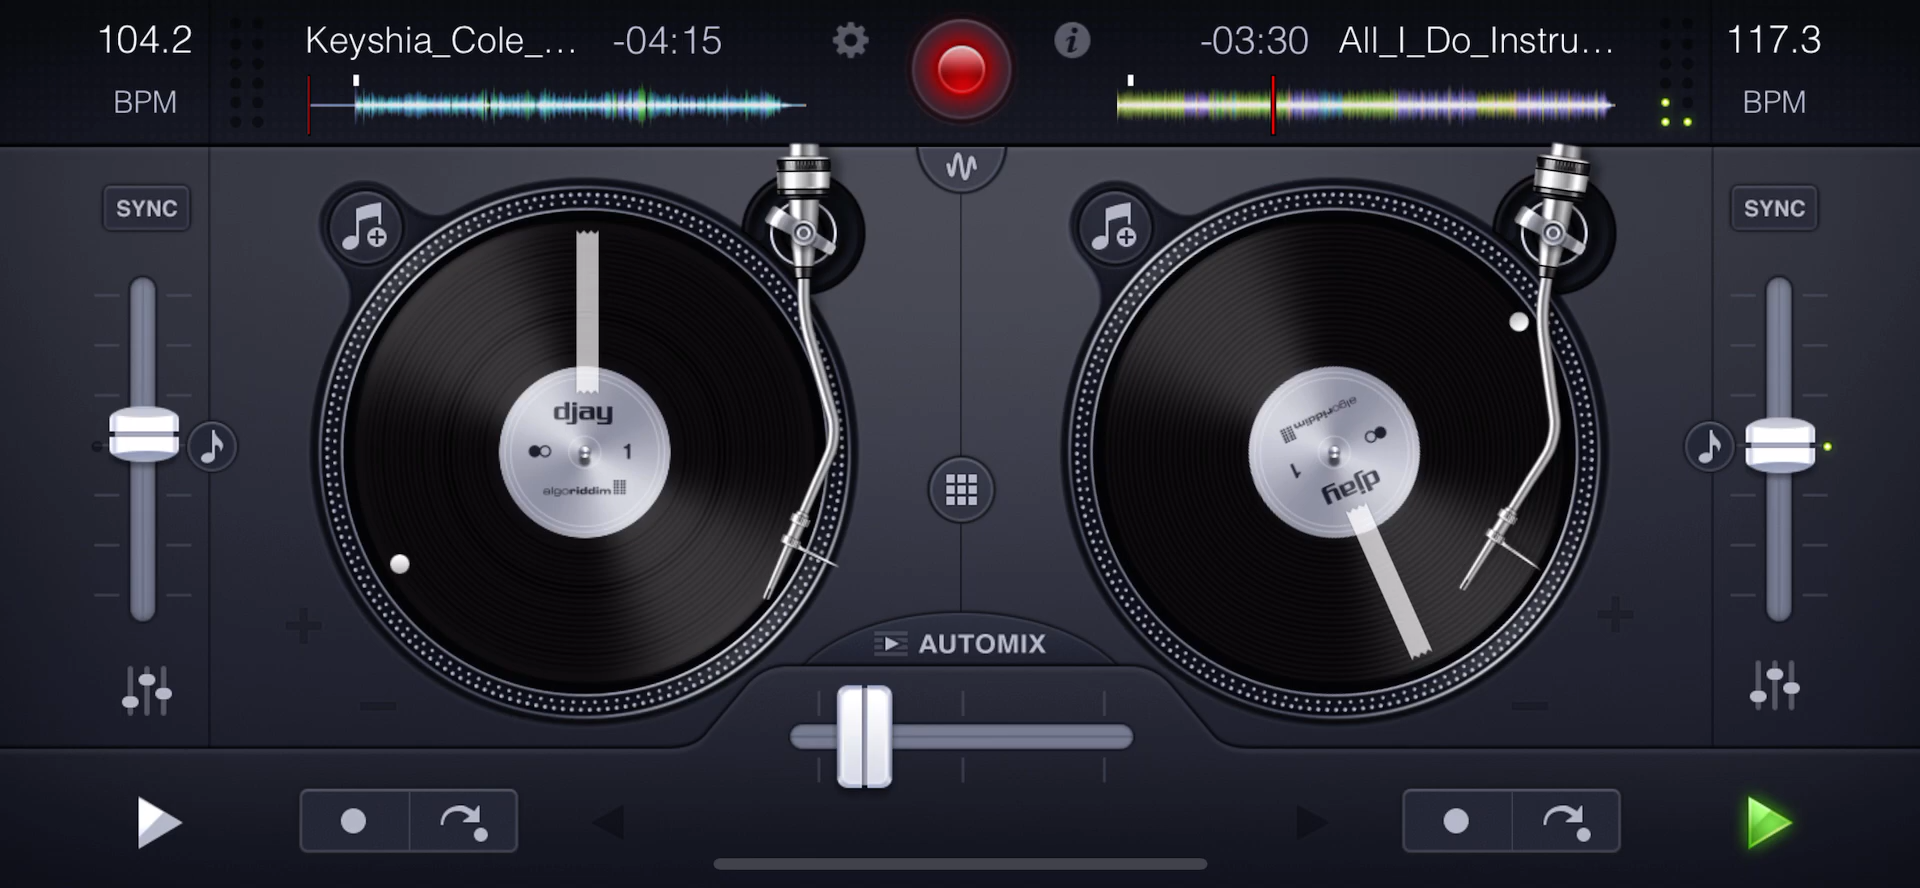 104.2
BPM
Keyshia_Cole_...
-04:15
-03:30
All_I_Do_Instru...
117.3
BPM
SYNC
SYNC
djay
1
algoriddim
algoriddim
1
djay
AUTOMIX